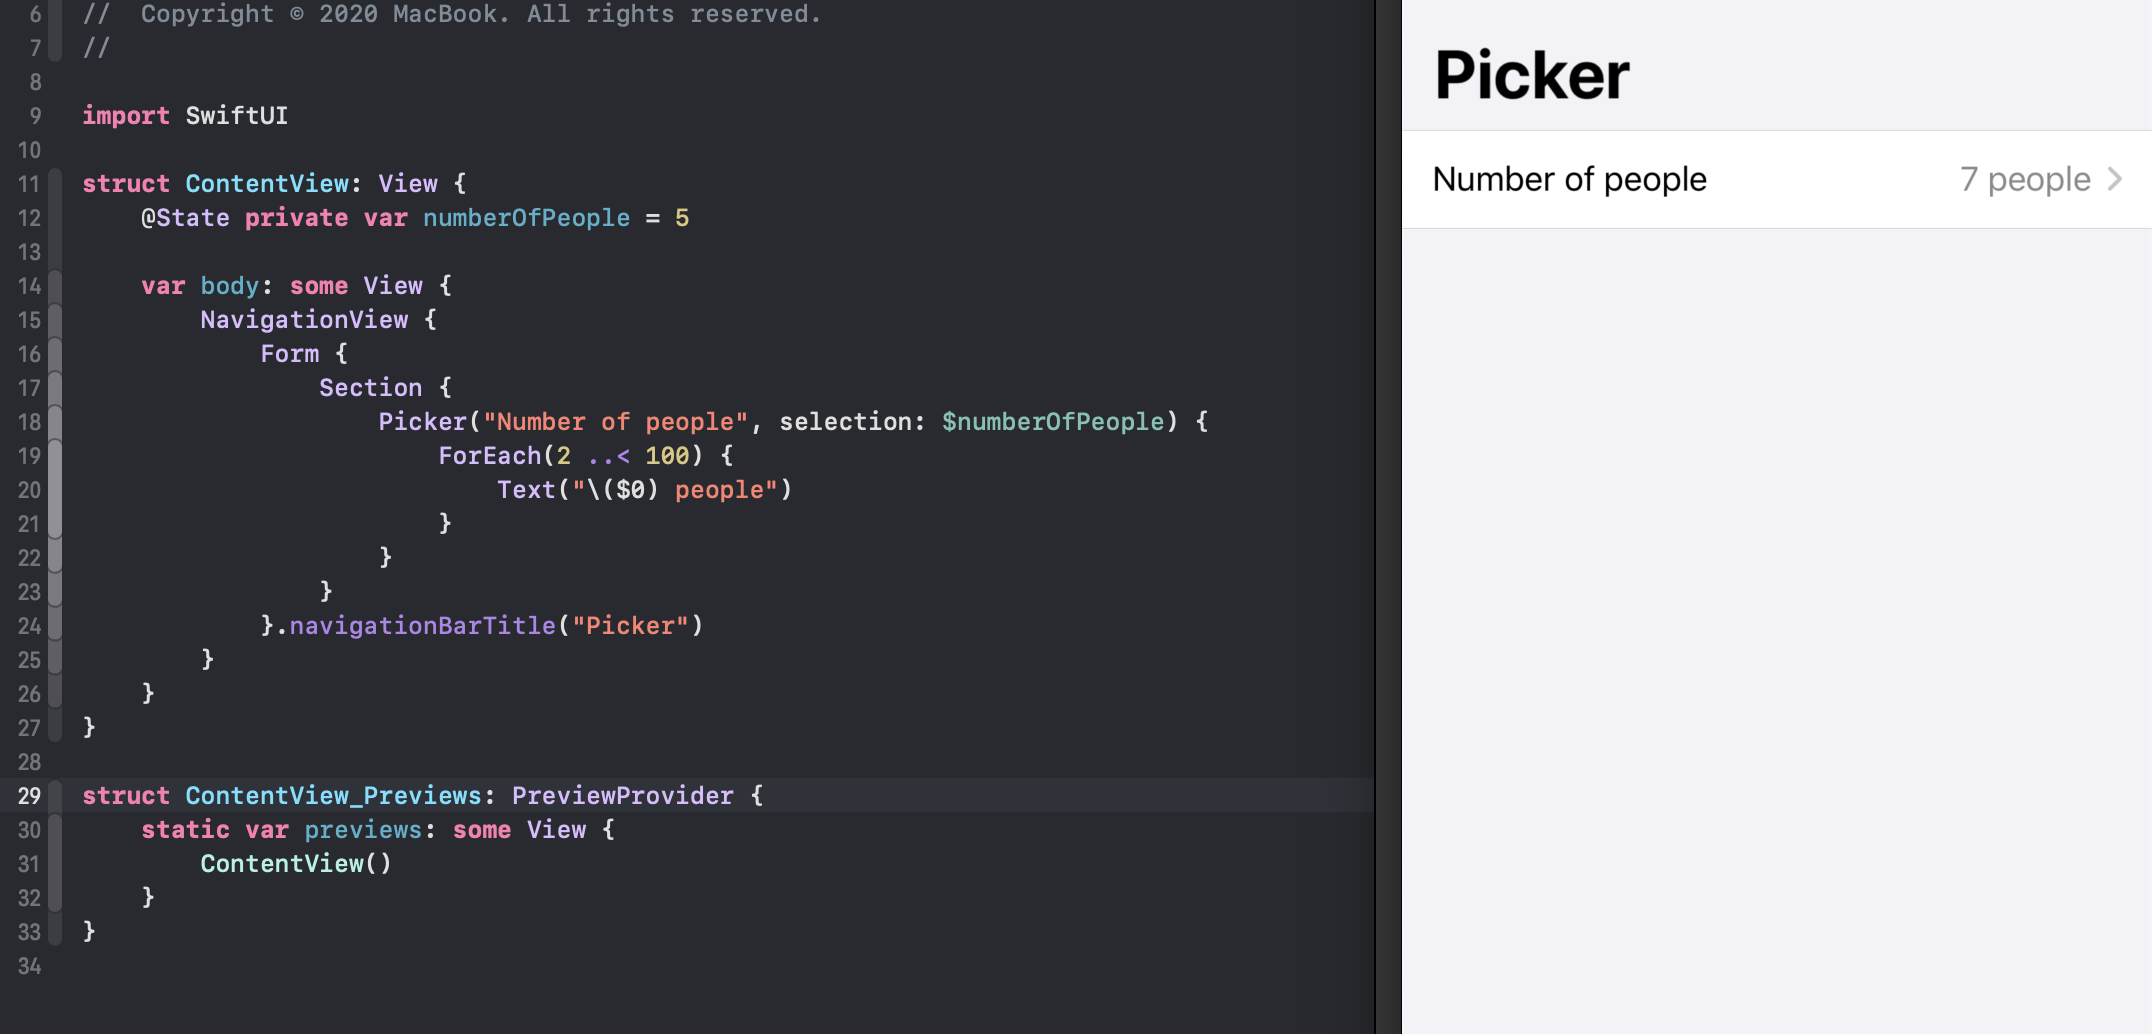 6 //  Copyright © 2020 MacBook. All rights reserved.
7 //
8
9 import SwiftUI
10
11 struct ContentView: View {
12     @State private var numberOfPeople = 5
13
14     var body: some View {
15         NavigationView {
16             Form {
17                 Section {
18                     Picker("Number of people", selection: $numberOfPeople) {
19                         ForEach(2 ..< 100) {
20                             Text("\($0) people")
21                         }
22                     }
23                 }
24             }.navigationBarTitle("Picker")
25         }
26     }
27 }
28
29 struct ContentView_Previews: PreviewProvider {
30     static var previews: some View {
31         ContentView()
32     }
33 }
34
Picker
Number of people 7 people >